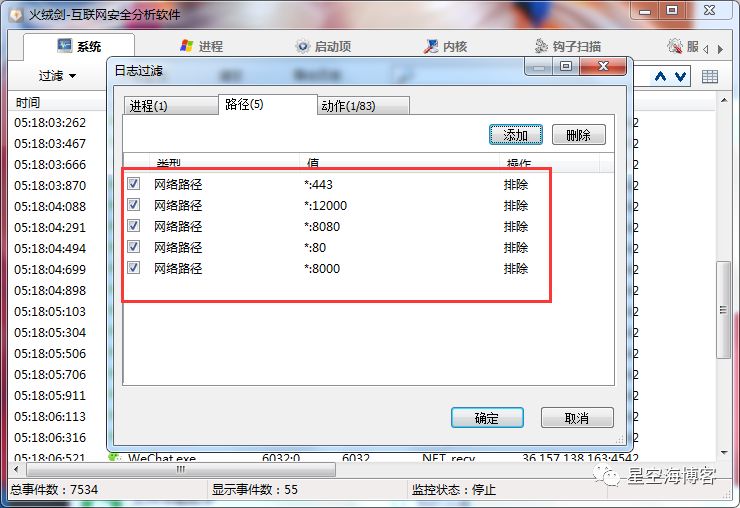 火绒剑-互联网安全分析软件
系统 进程 启动项 内核 钩子扫描 服
过滤
时间
05:18:03:262
05:18:03:467
05:18:03:666
05:18:03:870
05:18:04:088
05:18:04:291
05:18:04:494
05:18:04:699
05:18:04:898
05:18:05:103
05:18:05:304
05:18:05:506
05:18:05:706
05:18:05:911
05:18:06:113
05:18:06:316
05:18:06:521 WeChat.exe 6032:0 6032 NET_recv 36.157.138.163:4542
日志过滤
进程(1) 路径(5) 动作(1/83)
添加 删除
类型 值 操作
网络路径 *:443 排除
网络路径 *:12000 排除
网络路径 *:8080 排除
网络路径 *:80 排除
网络路径 *:8000 排除
确定 取消
星空海博客
总事件数：7534 显示事件数：55 监控状态：停止